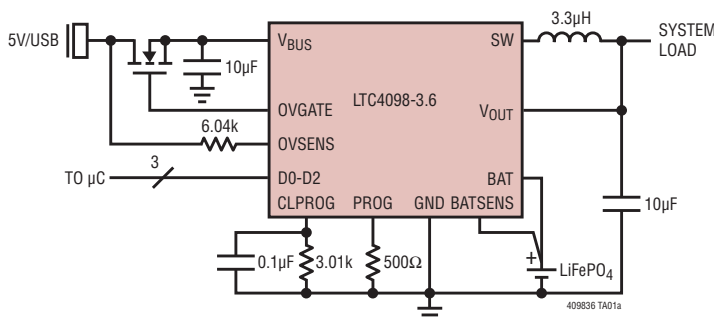 3.3µH
5V/USB
VBUS
SW
SYSTEM
LOAD
10µF
LTC4098-3.6
OVGATE
VOUT
6.04k
OVSENS
3
TO µC
D0-D2
BAT
CLPROG
PROG
GND
BATSENS
10µF
0.1µF
3.01k
500Ω
+
LiFePO4
409836 TA01a